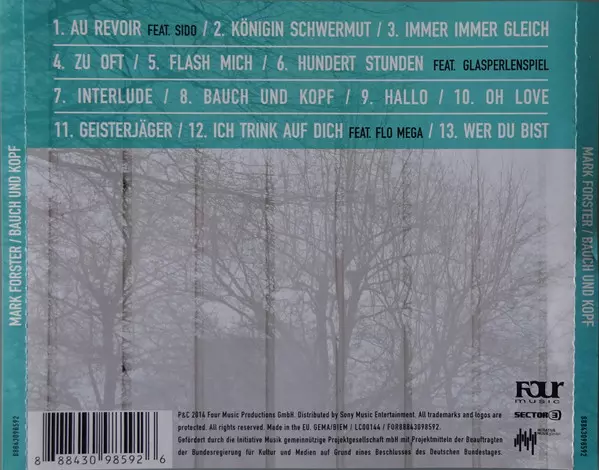 1. AU REVOIR FEAT. SIDO / 2. KÖNIGIN SCHWERMUT / 3. IMMER IMMER GLEICH
4. ZU OFT / 5. FLASH MICH / 6. HUNDERT STUNDEN FEAT. GLASPERLENSPIEL
7. INTERLUDE / 8. BAUCH UND KOPF / 9. HALLO / 10. OH LOVE
11. GEISTERJÄGER / 12. ICH TRINK AUF DICH FEAT. FLO MEGA / 13. WER DU BIST
MARK FORSTER / BAUCH UND KOPF
88843098592
MARK FORSTER / BAUCH UND KOPF
88843098592
Four
music
SECTOR 3
P&C 2014 Four Music Productions GmbH. Distributed by Sony Music Entertainment. All trademarks and logos are
protected. All rights reserved. Made in the EU. GEMA/BIEM / LC00144 / FOR88843098592.
Gefördert durch die Initiative Musik gemeinnützige Projektgesellschaft mbH mit Projektmitteln der Beauftragten
der Bundesregierung für Kultur und Medien auf Grund eines Beschlusses des Deutschen Bundestages.
8 88430 98592 6